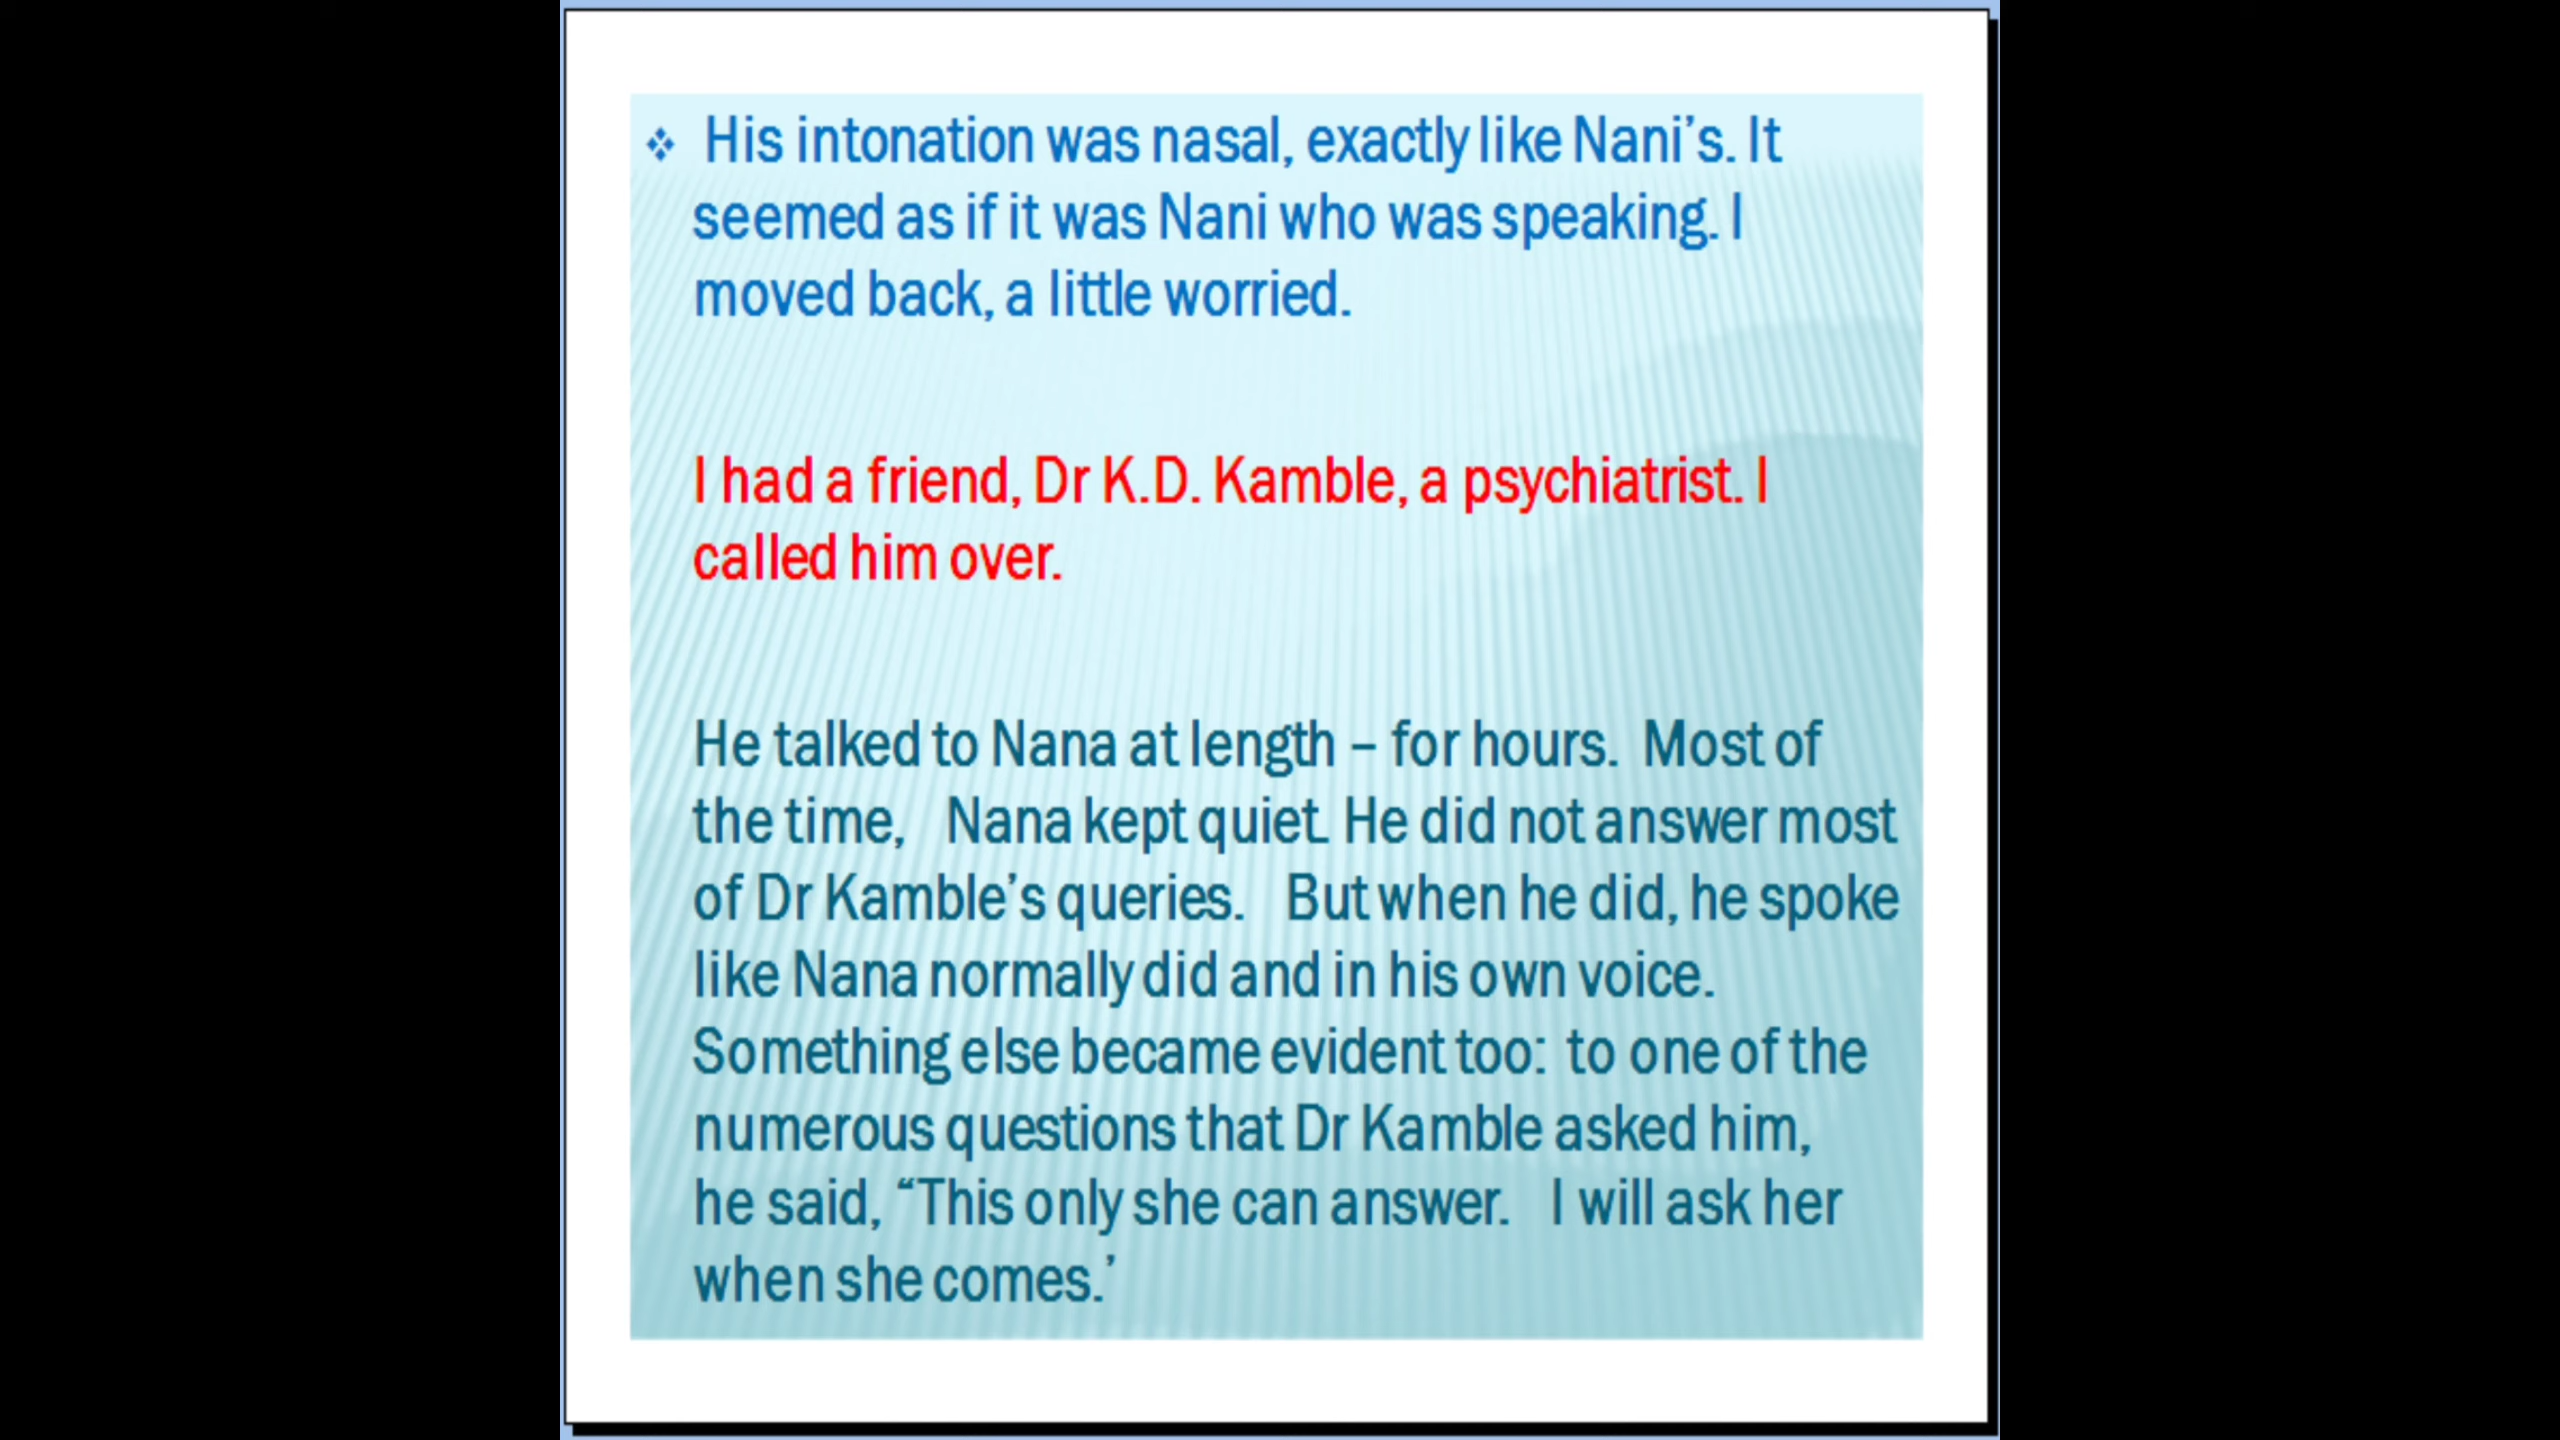 ❖ His intonation was nasal, exactly like Nani’s. It
seemed as if it was Nani who was speaking. I
moved back, a little worried.
I had a friend, Dr K.D. Kamble, a psychiatrist. I
called him over.
He talked to Nana at length – for hours. Most of
the time, Nana kept quiet. He did not answer most
of Dr Kamble’s queries. But when he did, he spoke
like Nana normally did and in his own voice.
Something else became evident too: to one of the
numerous questions that Dr Kamble asked him,
he said, “This only she can answer. I will ask her
when she comes.’